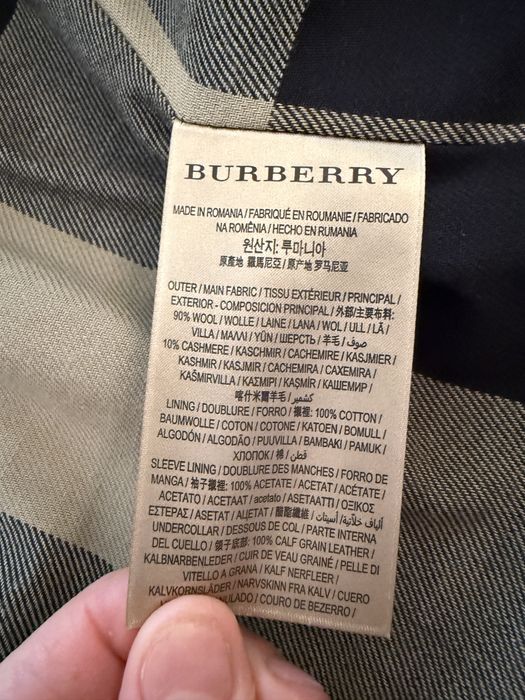 BURBERRY
MADE IN ROMANIA / FABRIQUÉ EN ROUMANIE / FABRICADO
NA ROMÊNIA / HECHO EN RUMANIA
원산지: 루마니아
原產地 羅馬尼亞 / 原产地 罗马尼亚
OUTER / MAIN FABRIC / TISSU EXTÉRIEUR / PRINCIPAL /
EXTERIOR - COMPOSICIÓN PRINCIPAL / 外部/主要布料:
90% WOOL / WOLLE / LAINE / LANA / WOL / ULL / LÃ /
VILLA / ΜΑΛΛΙ / YÜN / ШЕРСТЬ / 羊毛 / صوف /
10% CASHMERE / KASCHMIR / CACHEMIRE / KASJMIER /
KASHMIR / KASJMIR / CACHEMIRA / CAXEMIRA /
KAŠMIRVILLA / ΚΑΣΜΙΡΙ / KAŞMİR / КАШЕМИР /
喀什米爾羊毛 / كشمير /
LINING / DOUBLURE / FORRO / 襯裡: 100% COTTON /
BAUMWOLLE / COTON / COTONE / KATOEN / BOMULL /
ALGODÓN / ALGODÃO / PUUVILLA / ΒΑΜΒΑΚΙ / PAMUK /
ХЛОПОК / 棉 / قطن /
SLEEVE LINING / DOUBLURE DES MANCHES / FORRO DE
MANGA / 袖子襯裡: 100% ACETATE / ACETAT / ACÉTATE /
ACETATO / ACETAAT / acetato / ASETAATTI / ΟΞΙΚΟΣ
ΕΣΤΕΡΑΣ / ASETAT / АЦЕТАТ / 醋酯纖維 / ألياف خلاّتية / أسيتات /
UNDERCOLLAR / DESSOUS DE COL / PARTE INTERNA
DEL CUELLO / 領子底部: 100% CALF GRAIN LEATHER /
KALBNARBENLEDER / CUIR DE VEAU GRAINÉ / PELLE DI
VITELLO A GRANA / KALF NERFLEER /
KALVKORNSLÄDER / NARVSKINN FRA KALV / CUERO
GRANULADO / COURO DE BEZERRO /